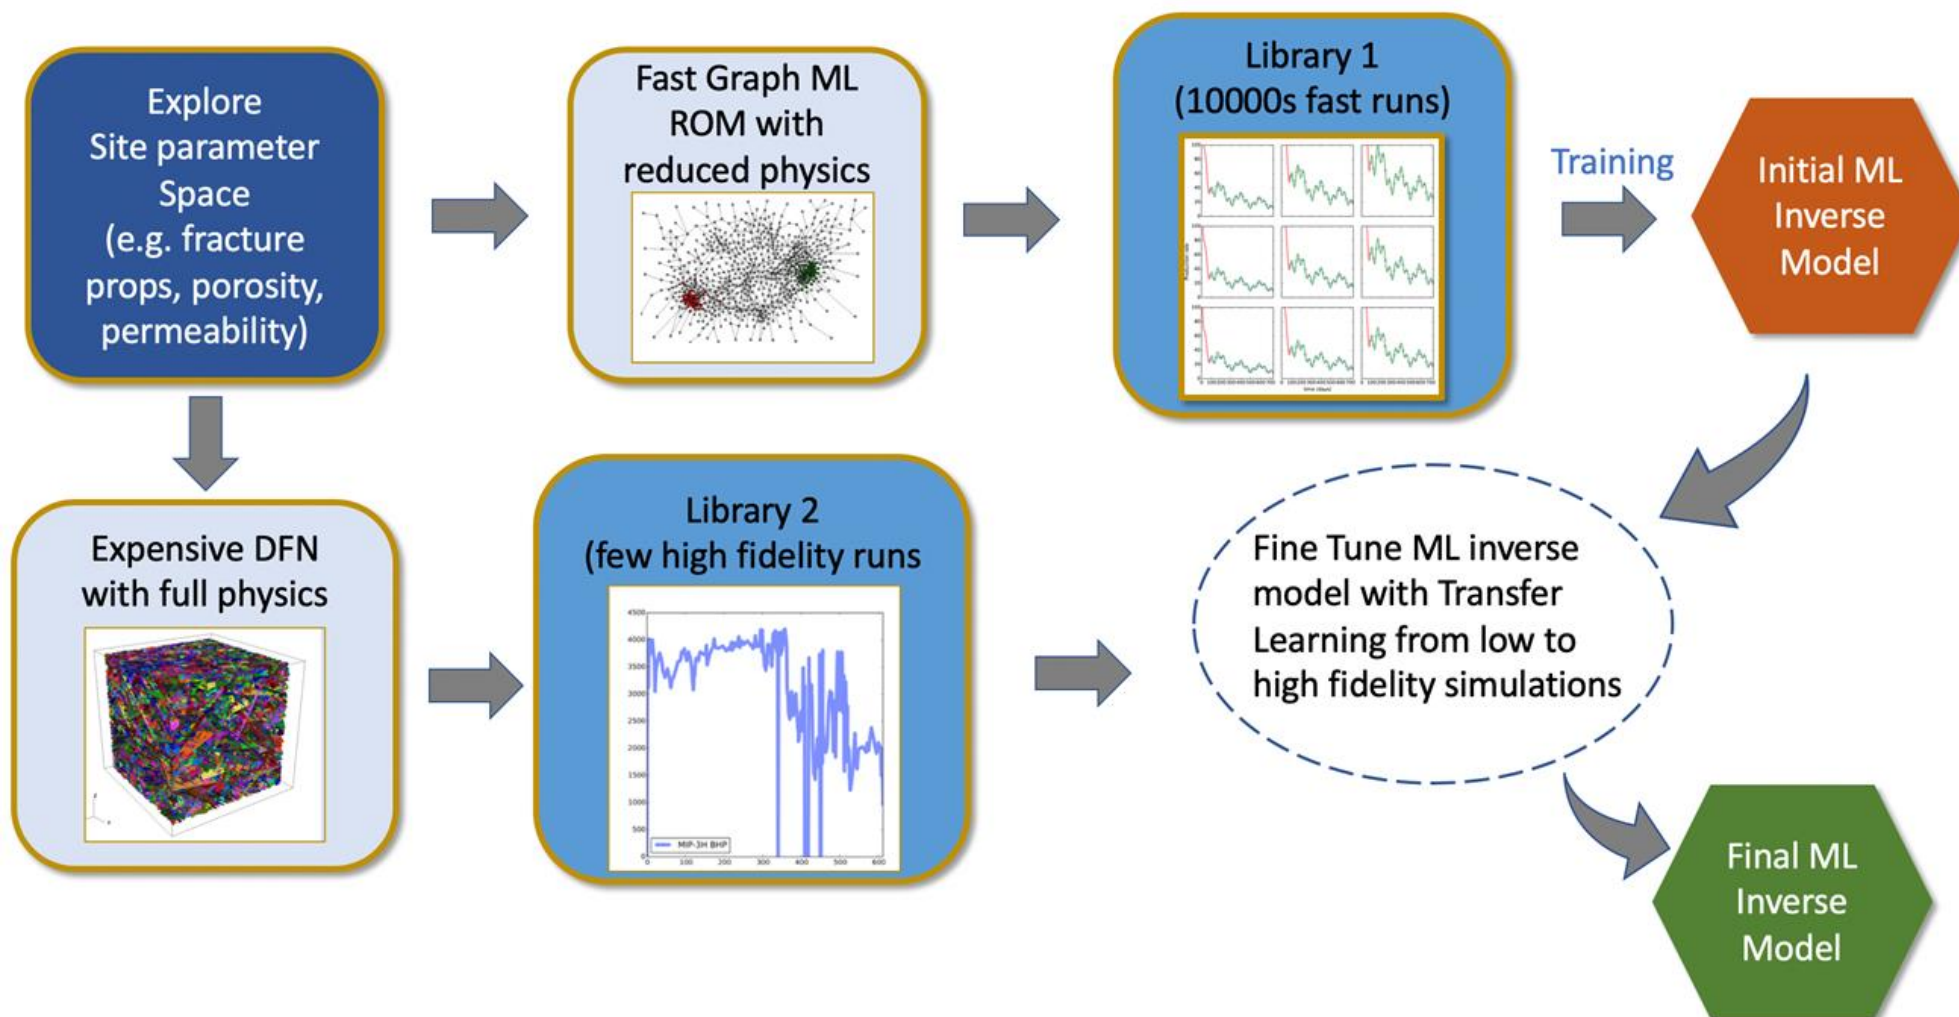 Explore
Site parameter
Space
(e.g. fracture
props, porosity,
permeability)
Fast Graph ML
ROM with
reduced physics
Library 1
(10000s fast runs)
Training
Initial ML
Inverse
Model
Expensive DFN
with full physics
Library 2
(few high fidelity runs
4500
4000
3500
3000
2500
2000
1500
1000
500
0
MIP-3H BHP
0 100 200 300 400 500 600
Fine Tune ML inverse
model with Transfer
Learning from low to
high fidelity simulations
Final ML
Inverse
Model